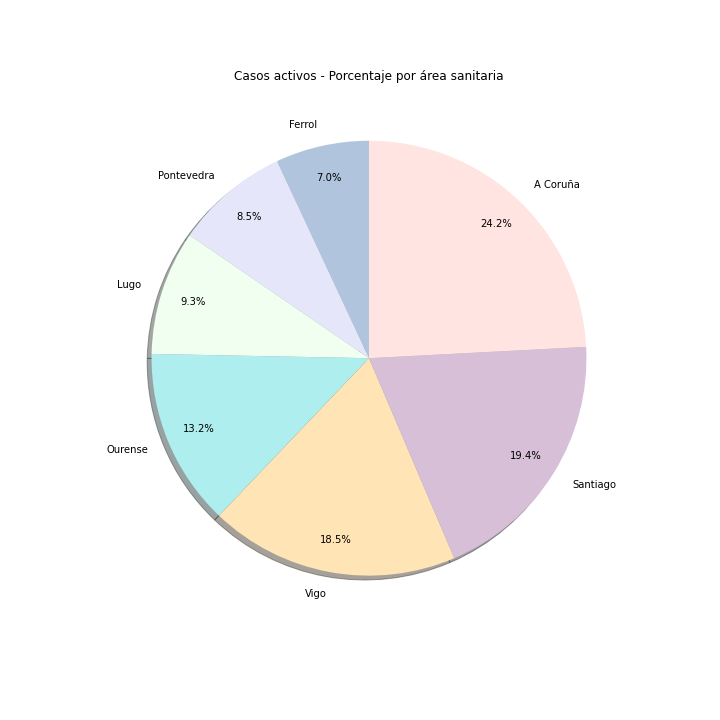 Casos activos - Porcentaje por área sanitaria
Ferrol
7.0%
Pontevedra
8.5%
A Coruña
24.2%
Lugo
9.3%
Ourense
13.2%
Santiago
19.4%
Vigo
18.5%